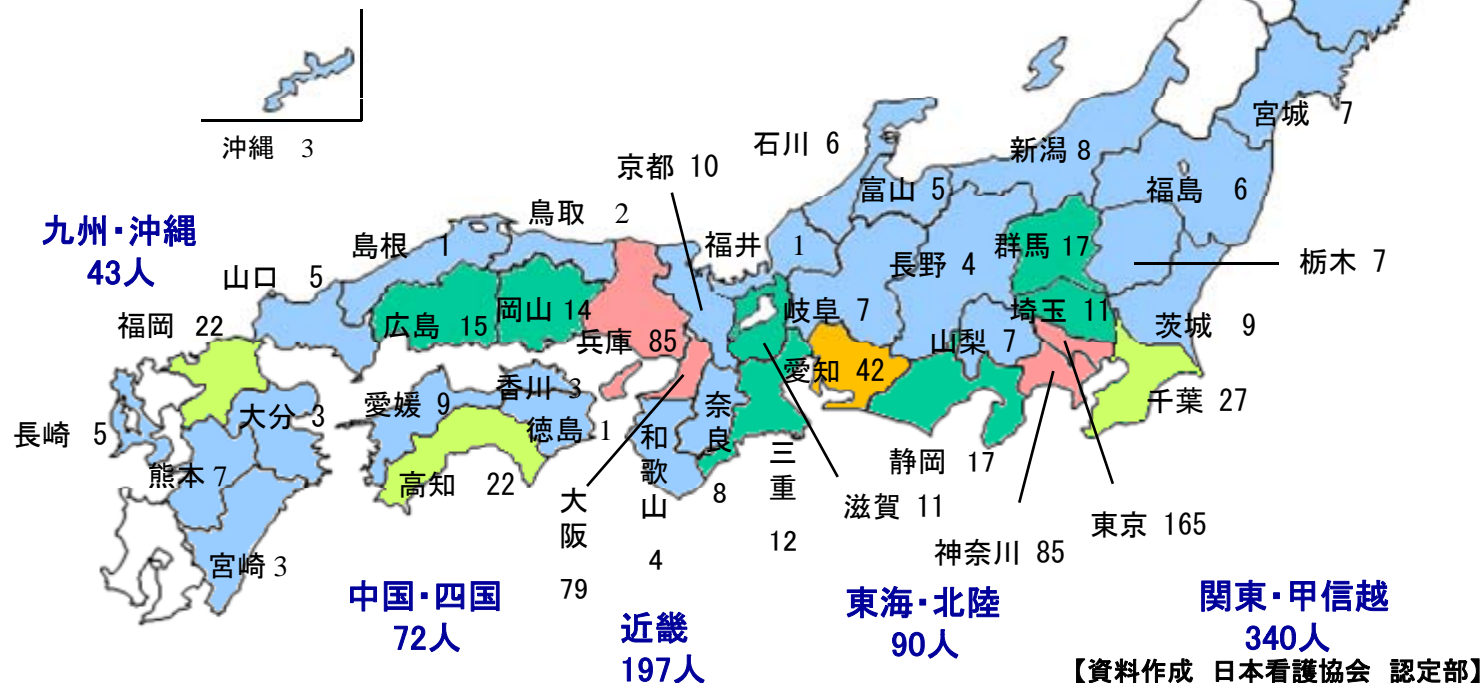 宮城 7
沖縄 3
石川 6
新潟 8
京都 10
富山 5
福島 6
鳥取 2
九州・沖縄
43人
島根 1
福井 1
群馬 17
長野 4
栃木 7
山口 5
福岡 22
広島 15
岡山 14
岐阜 7
埼玉 11
茨城 9
兵庫 85
山梨 7
愛知 42
香川 3
愛媛 9
大分 3
千葉 27
長崎 5
徳島 1
奈良 8
和歌山 4
三重 12
静岡 17
熊本 7
高知 22
大阪 79
滋賀 11
東京 165
神奈川 85
宮崎 3
中国・四国
72人
近畿
197人
東海・北陸
90人
関東・甲信越
340人
【資料作成 日本看護協会 認定部】